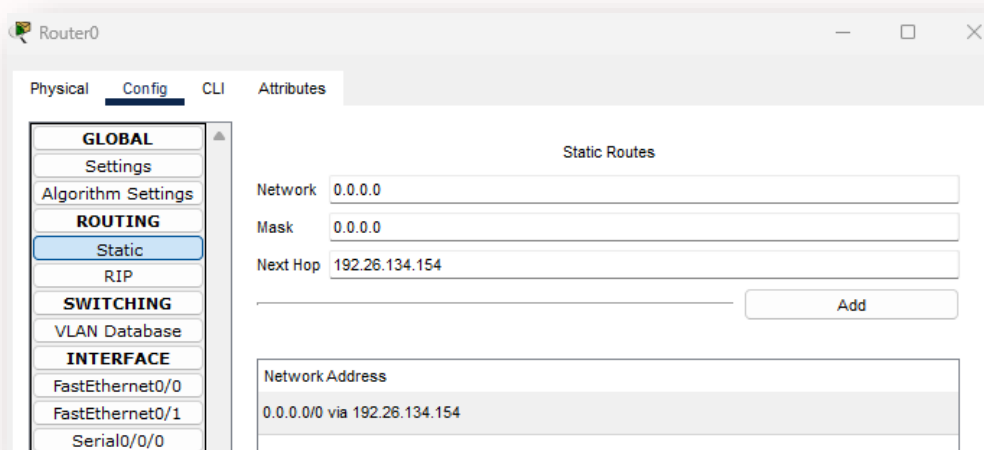 Router0
Physical Config CLI Attributes
GLOBAL
Settings
Algorithm Settings
ROUTING
Static
RIP
SWITCHING
VLAN Database
INTERFACE
FastEthernet0/0
FastEthernet0/1
Serial0/0/0
Static Routes
Network 0.0.0.0
Mask 0.0.0.0
Next Hop 192.26.134.154
Add
Network Address
0.0.0.0/0 via 192.26.134.154